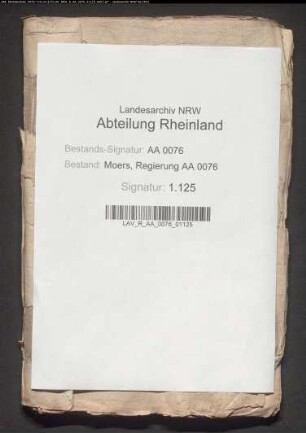 Landesarchiv NRW
Abteilung Rheinland
Bestands-Signatur: AA 0076
Bestand: Moers, Regierung AA 0076
Signatur: 1.125
LAV_R_AA_0076_01125